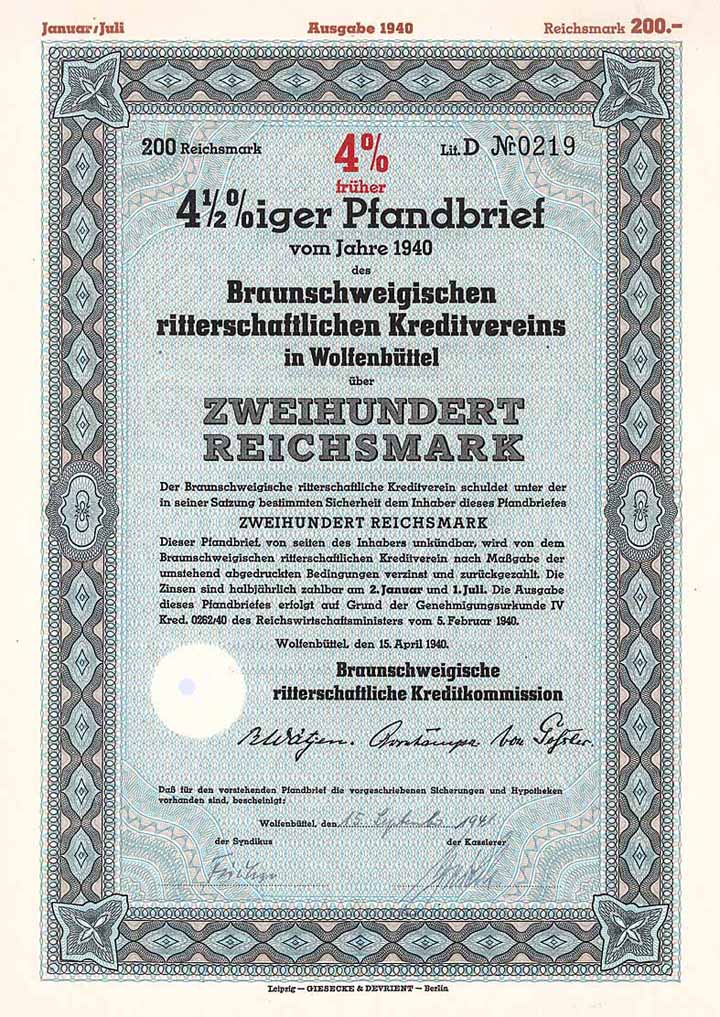 Januar/Juli Ausgabe 1940 Reichsmark 200.–
200 Reichsmark 4% Lit. D № 0219
früher
4½%iger Pfandbrief
vom Jahre 1940
des
Braunschweigischen
ritterschaftlichen Kreditvereins
in Wolfenbüttel
über
ZWEIHUNDERT
REICHSMARK
Der Braunschweigische ritterschaftliche Kreditverein schuldet unter der
in seiner Satzung bestimmten Sicherheit dem Inhaber dieses Pfandbriefes
ZWEIHUNDERT REICHSMARK
Dieser Pfandbrief, von seiten des Inhabers unkündbar, wird von dem
Braunschweigischen ritterschaftlichen Kreditverein nach Maßgabe der
umstehend abgedruckten Bedingungen verzinst und zurückgezahlt. Die
Zinsen sind halbjährlich zahlbar am 2. Januar und 1. Juli. Die Ausgabe
dieses Pfandbriefes erfolgt auf Grund der Genehmigungsurkunde IV
Kred. 0262/40 des Reichswirtschaftsministers vom 5. Februar 1940.
Wolfenbüttel, den 15. April 1940.
Braunschweigische
ritterschaftliche Kreditkommission
Daß für den vorstehenden Pfandbrief die vorgeschriebenen Sicherungen und Hypotheken
vorhanden sind, bescheinigt:
Wolfenbüttel, den 15. September 1941
der Syndikus der Kassierer
Leipzig – GIESECKE & DEVRIENT – Berlin